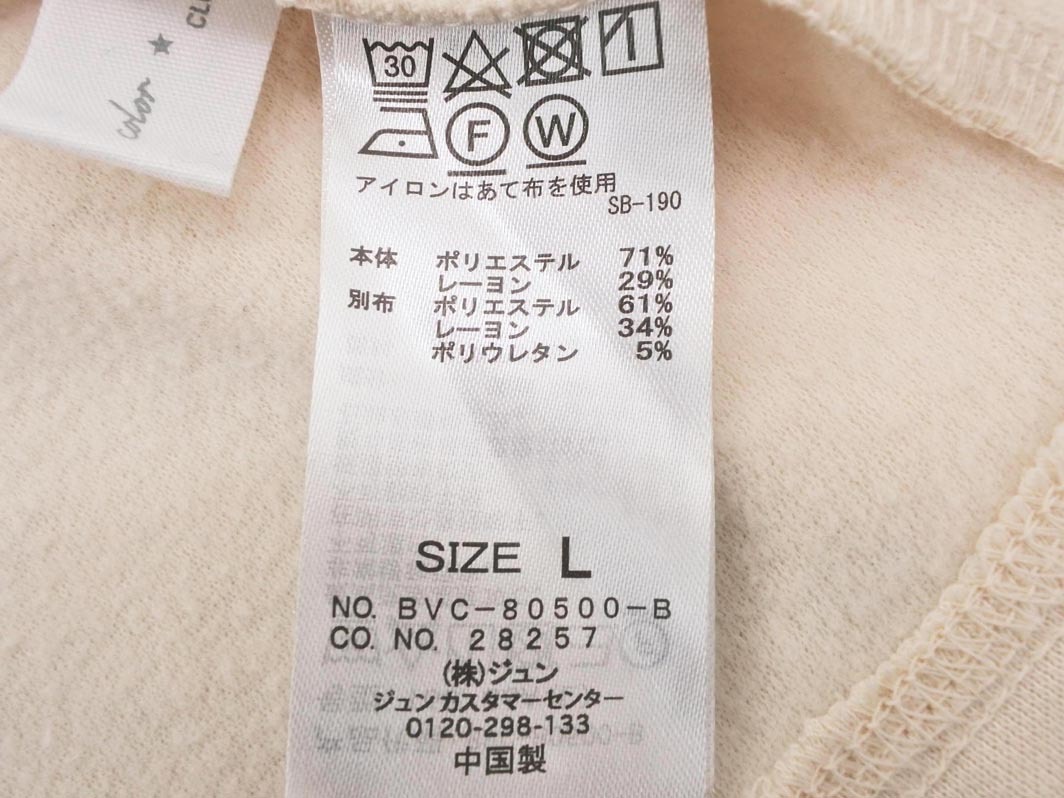 color ★ CL
30
F W
アイロンはあて布を使用
SB-190
本体 ポリエステル 71%
レーヨン 29%
別布 ポリエステル 61%
レーヨン 34%
ポリウレタン 5%
SIZE L
NO. BVC-80500-B
CO. NO. 28257
(株)ジュン
ジュンカスタマーセンター
0120-298-133
中国製